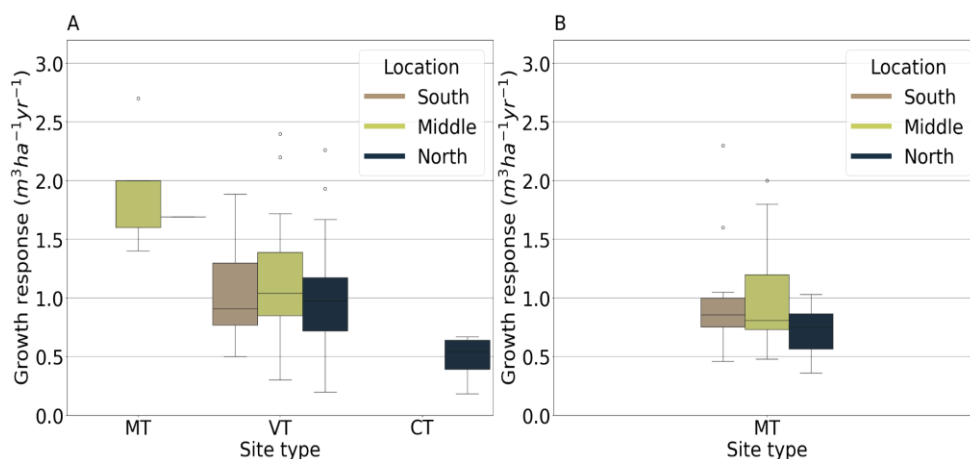 A
Growth response (m³ha⁻¹yr⁻¹)
3.0
2.5
2.0
1.5
1.0
0.5
0.0
Location
South
Middle
North
MT VT CT
Site type
B
Growth response (m³ha⁻¹yr⁻¹)
3.0
2.5
2.0
1.5
1.0
0.5
0.0
Location
South
Middle
North
MT
Site type